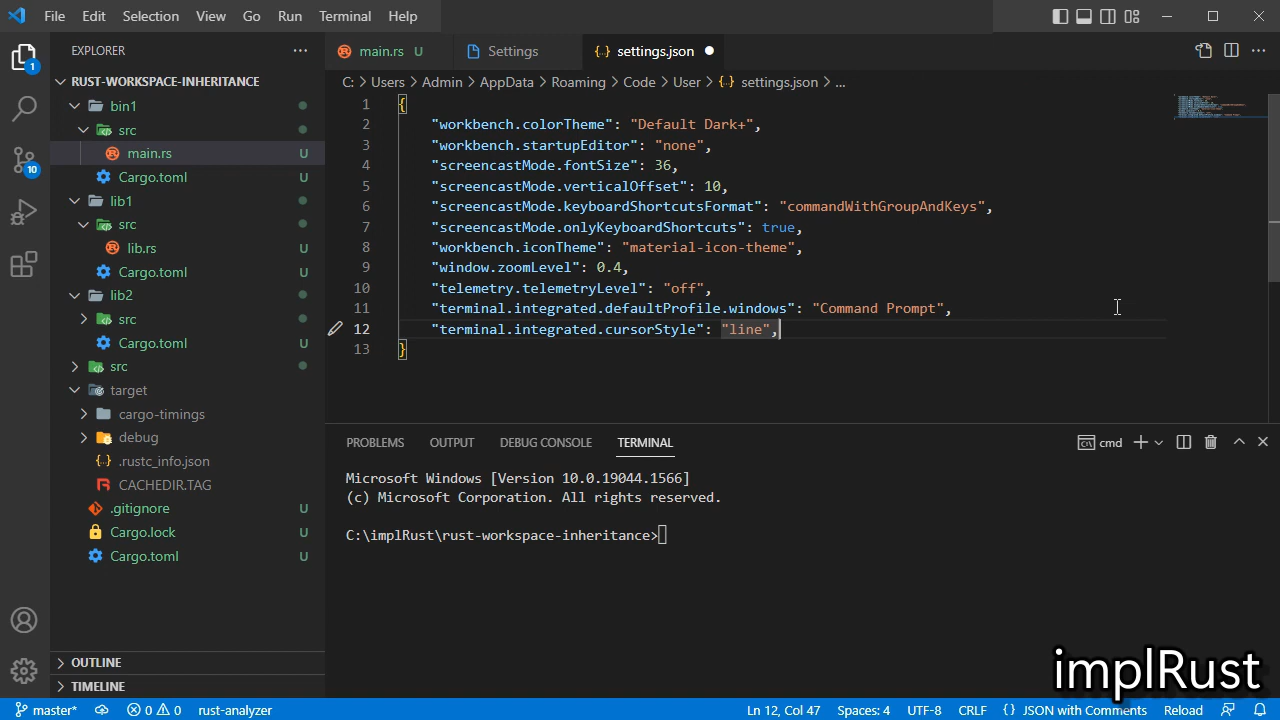 File Edit Selection View Go Run Terminal Help
EXPLORER
RUST-WORKSPACE-INHERITANCE
bin1
src
main.rs U
Cargo.toml U
lib1
src
lib.rs U
Cargo.toml U
lib2
src
Cargo.toml U
src
target
cargo-timings
debug
.rustc_info.json
CACHEDIR.TAG
.gitignore U
Cargo.lock U
Cargo.toml U
OUTLINE
TIMELINE
1
10
main.rs U Settings settings.json
C: > Users > Admin > AppData > Roaming > Code > User > settings.json > ...
1 {
2 "workbench.colorTheme": "Default Dark+",
3 "workbench.startupEditor": "none",
4 "screencastMode.fontSize": 36,
5 "screencastMode.verticalOffset": 10,
6 "screencastMode.keyboardShortcutsFormat": "commandWithGroupAndKeys",
7 "screencastMode.onlyKeyboardShortcuts": true,
8 "workbench.iconTheme": "material-icon-theme",
9 "window.zoomLevel": 0.4,
10 "telemetry.telemetryLevel": "off",
11 "terminal.integrated.defaultProfile.windows": "Command Prompt",
12 "terminal.integrated.cursorStyle": "line",
13 }
PROBLEMS OUTPUT DEBUG CONSOLE TERMINAL cmd
Microsoft Windows [Version 10.0.19044.1566]
(c) Microsoft Corporation. All rights reserved.
C:\implRust\rust-workspace-inheritance>
implRust
master* 0 0 rust-analyzer Ln 12, Col 47 Spaces: 4 UTF-8 CRLF {} JSON with Comments Reload